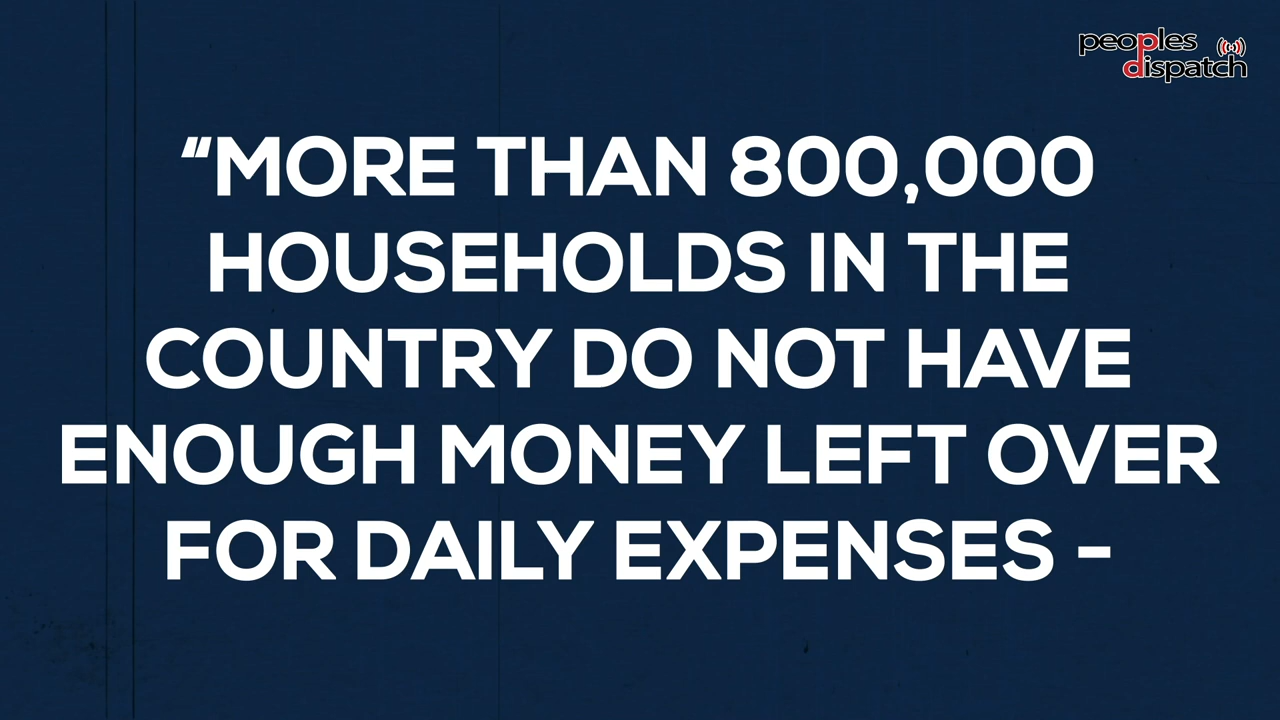 peoples
dispatch
“MORE THAN 800,000
HOUSEHOLDS IN THE
COUNTRY DO NOT HAVE
ENOUGH MONEY LEFT OVER
FOR DAILY EXPENSES -